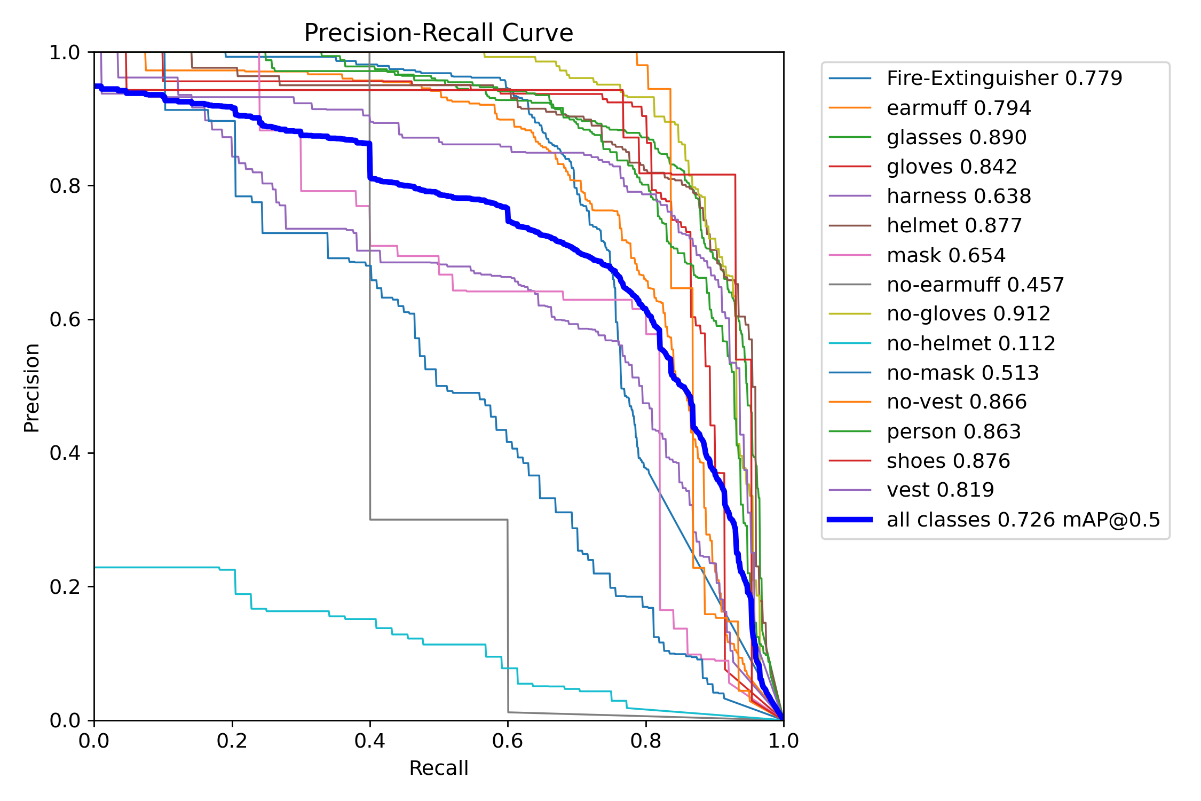 Precision-Recall Curve
1.0
0.8
0.6
0.4
0.2
0.0
Precision
0.0 0.2 0.4 0.6 0.8 1.0
Recall
Fire-Extinguisher 0.779
earmuff 0.794
glasses 0.890
gloves 0.842
harness 0.638
helmet 0.877
mask 0.654
no-earmuff 0.457
no-gloves 0.912
no-helmet 0.112
no-mask 0.513
no-vest 0.866
person 0.863
shoes 0.876
vest 0.819
all classes 0.726 mAP@0.5